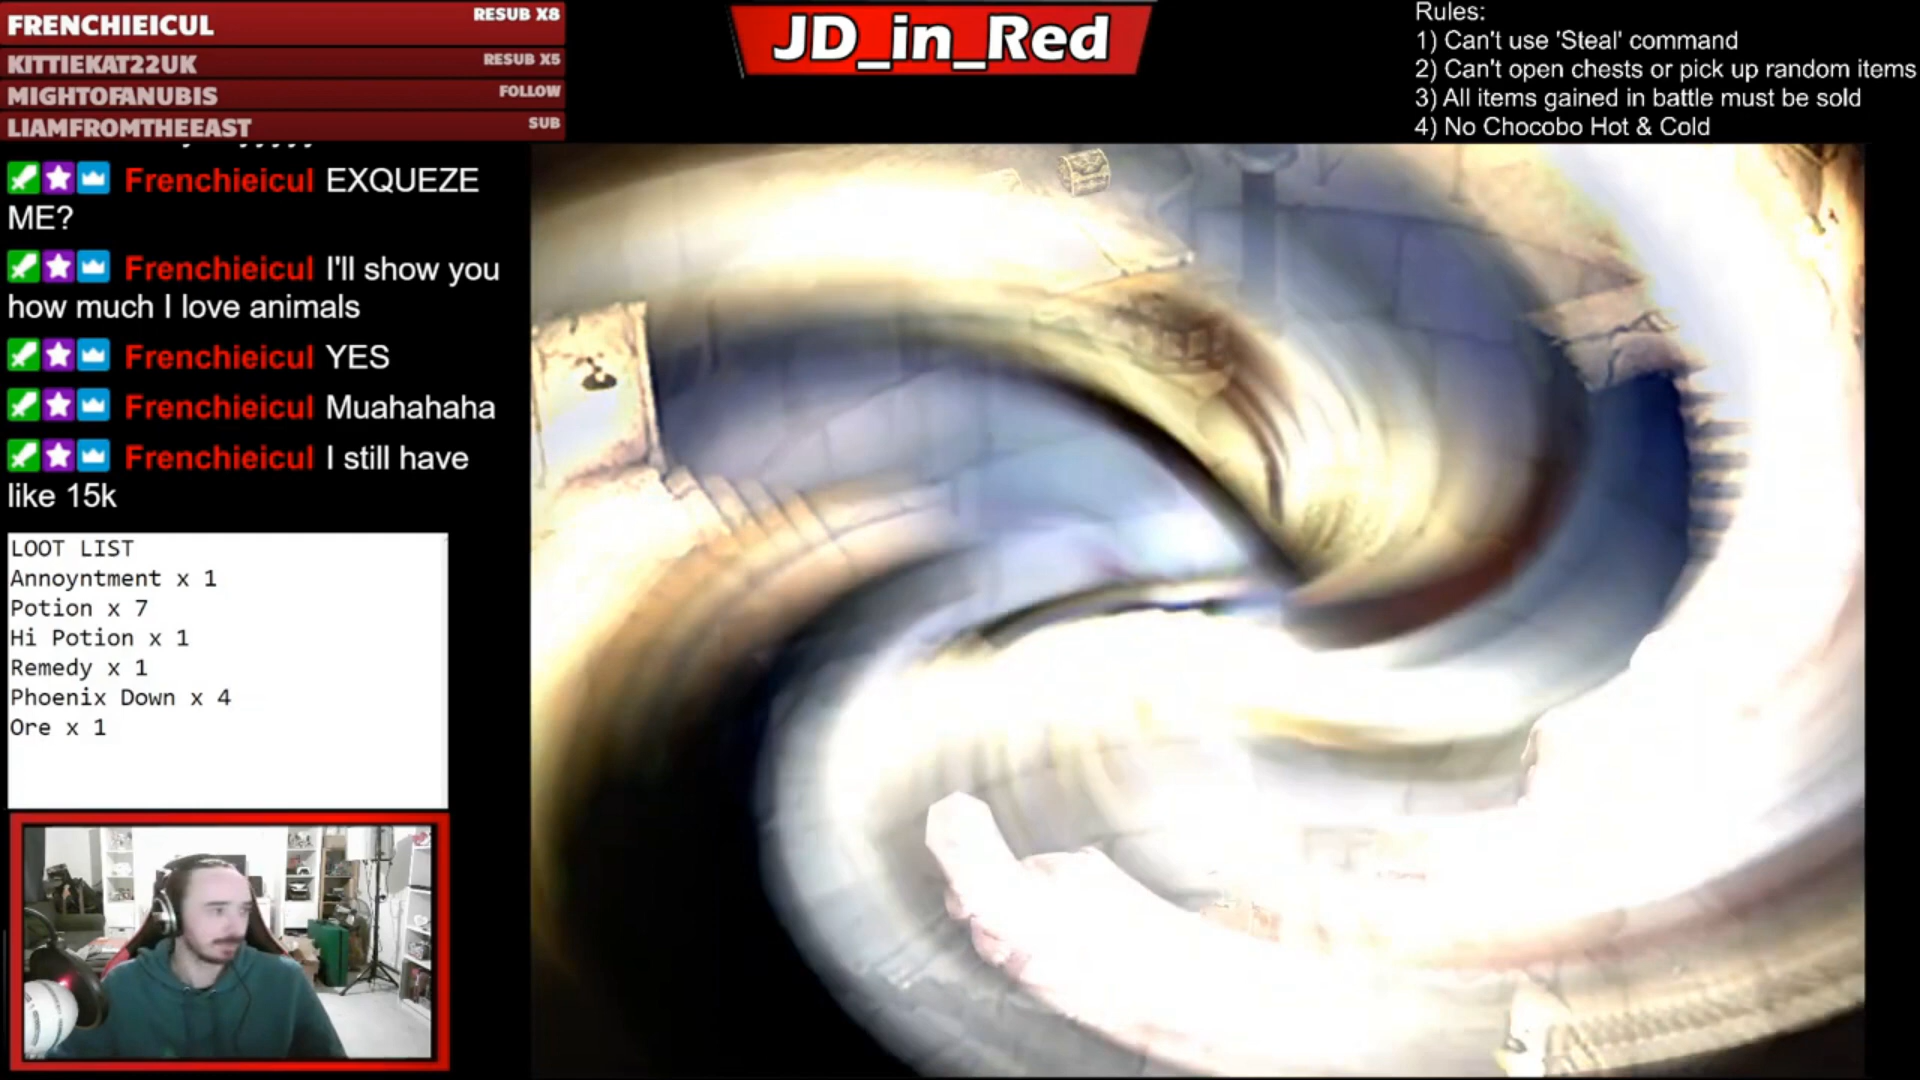 FRENCHIEICUL RESUB X8
KITTIEKAT22UK RESUB X5
MIGHTOFANUBIS FOLLOW
LIAMFROMTHEEAST SUB
JD_in_Red
Rules:
1) Can't use 'Steal' command
2) Can't open chests or pick up random items
3) All items gained in battle must be sold
4) No Chocobo Hot & Cold
Frenchieicul EXQUEZE
ME?
Frenchieicul I'll show you
how much I love animals
Frenchieicul YES
Frenchieicul Muahahaha
Frenchieicul I still have
like 15k
LOOT LIST
Annoyntment x 1
Potion x 7
Hi Potion x 1
Remedy x 1
Phoenix Down x 4
Ore x 1